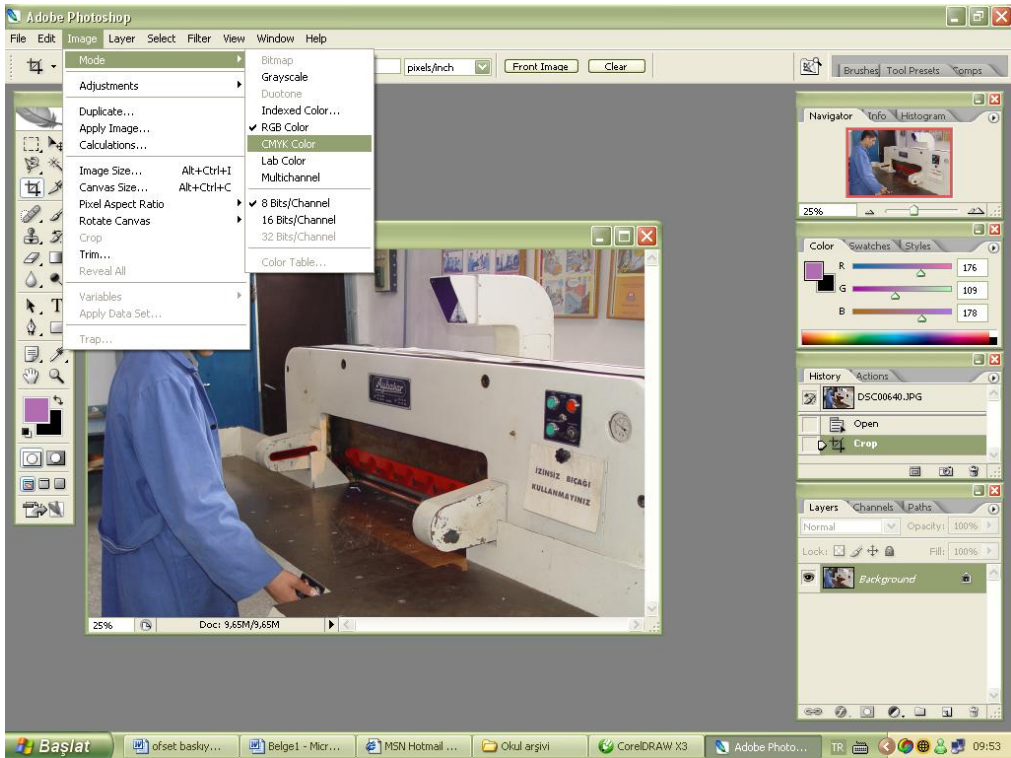 Adobe Photoshop
File Edit Image Layer Select Filter View Window Help
pixels/inch Front Image Clear
Brushes Tool Presets Comps
Mode
Adjustments
Duplicate...
Apply Image...
Calculations...
Image Size... Alt+Ctrl+I
Canvas Size... Alt+Ctrl+C
Pixel Aspect Ratio
Rotate Canvas
Crop
Trim...
Reveal All
Variables
Apply Data Set...
Trap...
Bitmap
Grayscale
Duotone
Indexed Color...
RGB Color
CMYK Color
Lab Color
Multichannel
8 Bits/Channel
16 Bits/Channel
32 Bits/Channel
Color Table...
İZİNSİZ BIÇAĞI
KULLANMAYINIZ
25% Doc: 9,65M/9,65M
Navigator Info Histogram
25%
Color Swatches Styles
R 176
G 109
B 178
History Actions
DSC00640.JPG
Open
Crop
Layers Channels Paths
Normal Opacity: 100%
Lock: Fill: 100%
Background
Başlat ofset baskıy... Belge1 - Micr... MSN Hotmail ... Okul arşivi CorelDRAW X3 Adobe Photo... TR 09:53